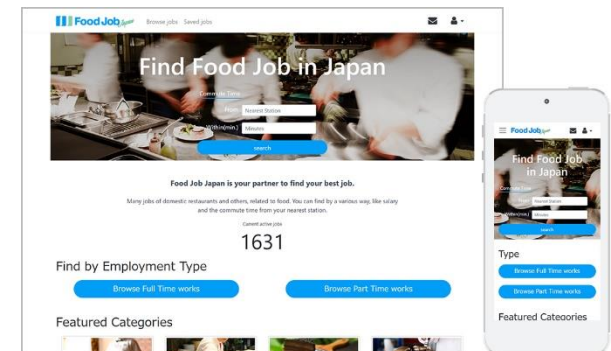 Food Job Japan
Browse jobs Saved jobs
Find Food Job in Japan
Commute Time
From Nearest Station
Within(min.) Minutes
search
Food Job Japan is your partner to find your best job.
Many jobs of domestic restaurants and others, related to food. You can find by a various way, like salary
and the commute time from your nearest station.
Current active jobs
1631
Find by Employment Type
Browse Full Time works
Browse Part Time works
Featured Categories
Food Job Japan
Find Food Job
in Japan
Commute Time
From Nearest Station
Within(min.) Minutes
search
Type
Browse Full Time works
Browse Part Time works
Featured Categories